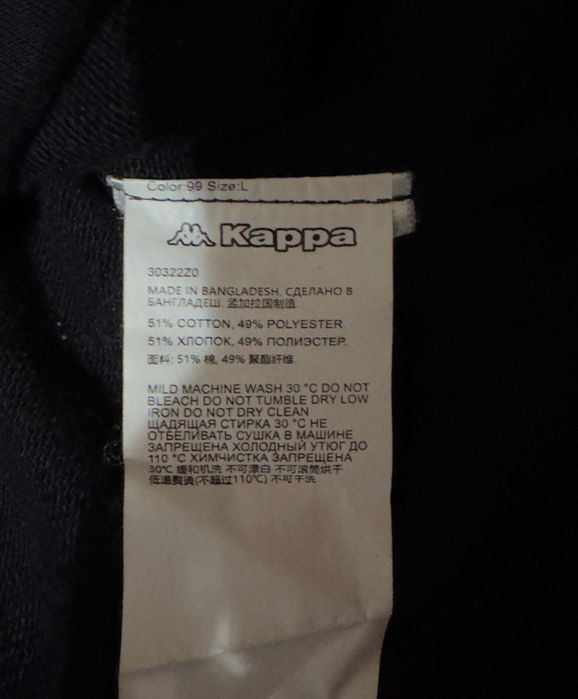 Color:99 Size:L
Kappa
30322Z0
MADE IN BANGLADESH, СДЕЛАНО В
БАНГЛАДЕШ, 孟加拉国制造.
51% COTTON, 49% POLYESTER.
51% ХЛОПОК, 49% ПОЛИЭСТЕР.
面料: 51% 棉, 49% 聚酯纤维.
MILD MACHINE WASH 30 °C DO NOT
BLEACH DO NOT TUMBLE DRY LOW
IRON DO NOT DRY CLEAN
ЩАДЯЩАЯ СТИРКА 30 °C НЕ
ОТБЕЛИВАТЬ СУШКА В МАШИНЕ
ЗАПРЕЩЕНА ХОЛОДНЫЙ УТЮГ ДО
110 °C ХИМЧИСТКА ЗАПРЕЩЕНА
30℃ 缓和机洗 不可漂白 不可滚筒烘干
低温熨烫(不超过110℃) 不可干洗